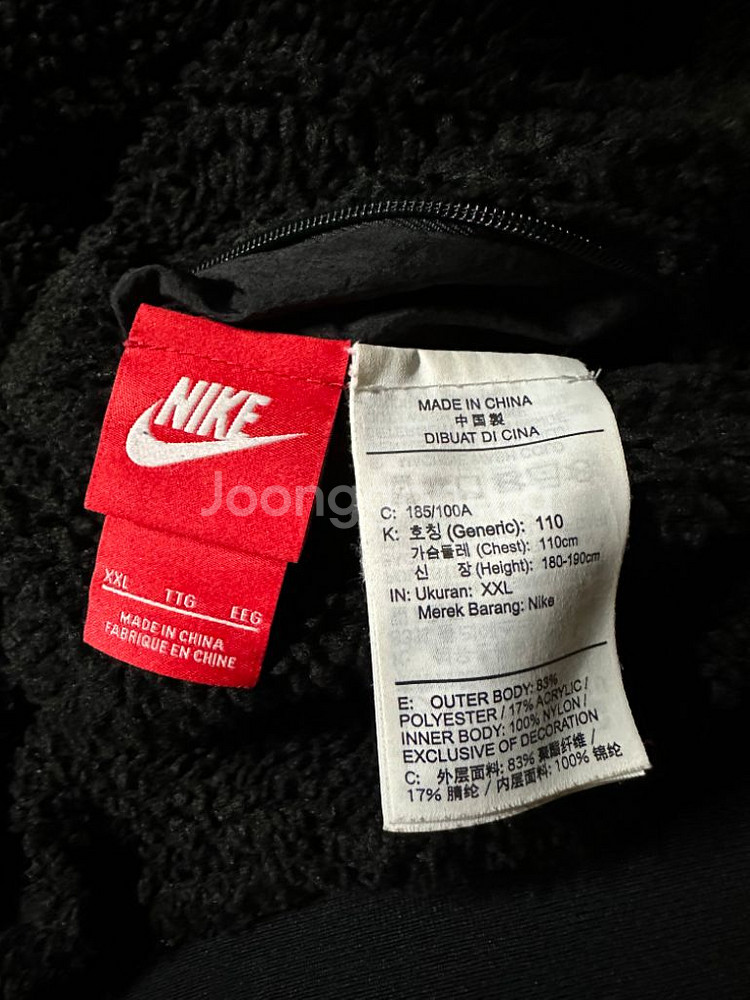 NIKE
XXL TTG EEG
MADE IN CHINA
FABRIQUE EN CHINE
MADE IN CHINA
中国製
DIBUAT DI CINA
C: 185/100A
K: 호칭 (Generic): 110
가슴둘레 (Chest): 110cm
신 장 (Height): 180-190cm
IN: Ukuran: XXL
Merek Barang: Nike
E: OUTER BODY: 83%
POLYESTER / 17% ACRYLIC /
INNER BODY: 100% NYLON /
EXCLUSIVE OF DECORATION
C: 外层面料: 83% 聚酯纤维 /
17% 腈纶 / 内层面料: 100% 锦纶